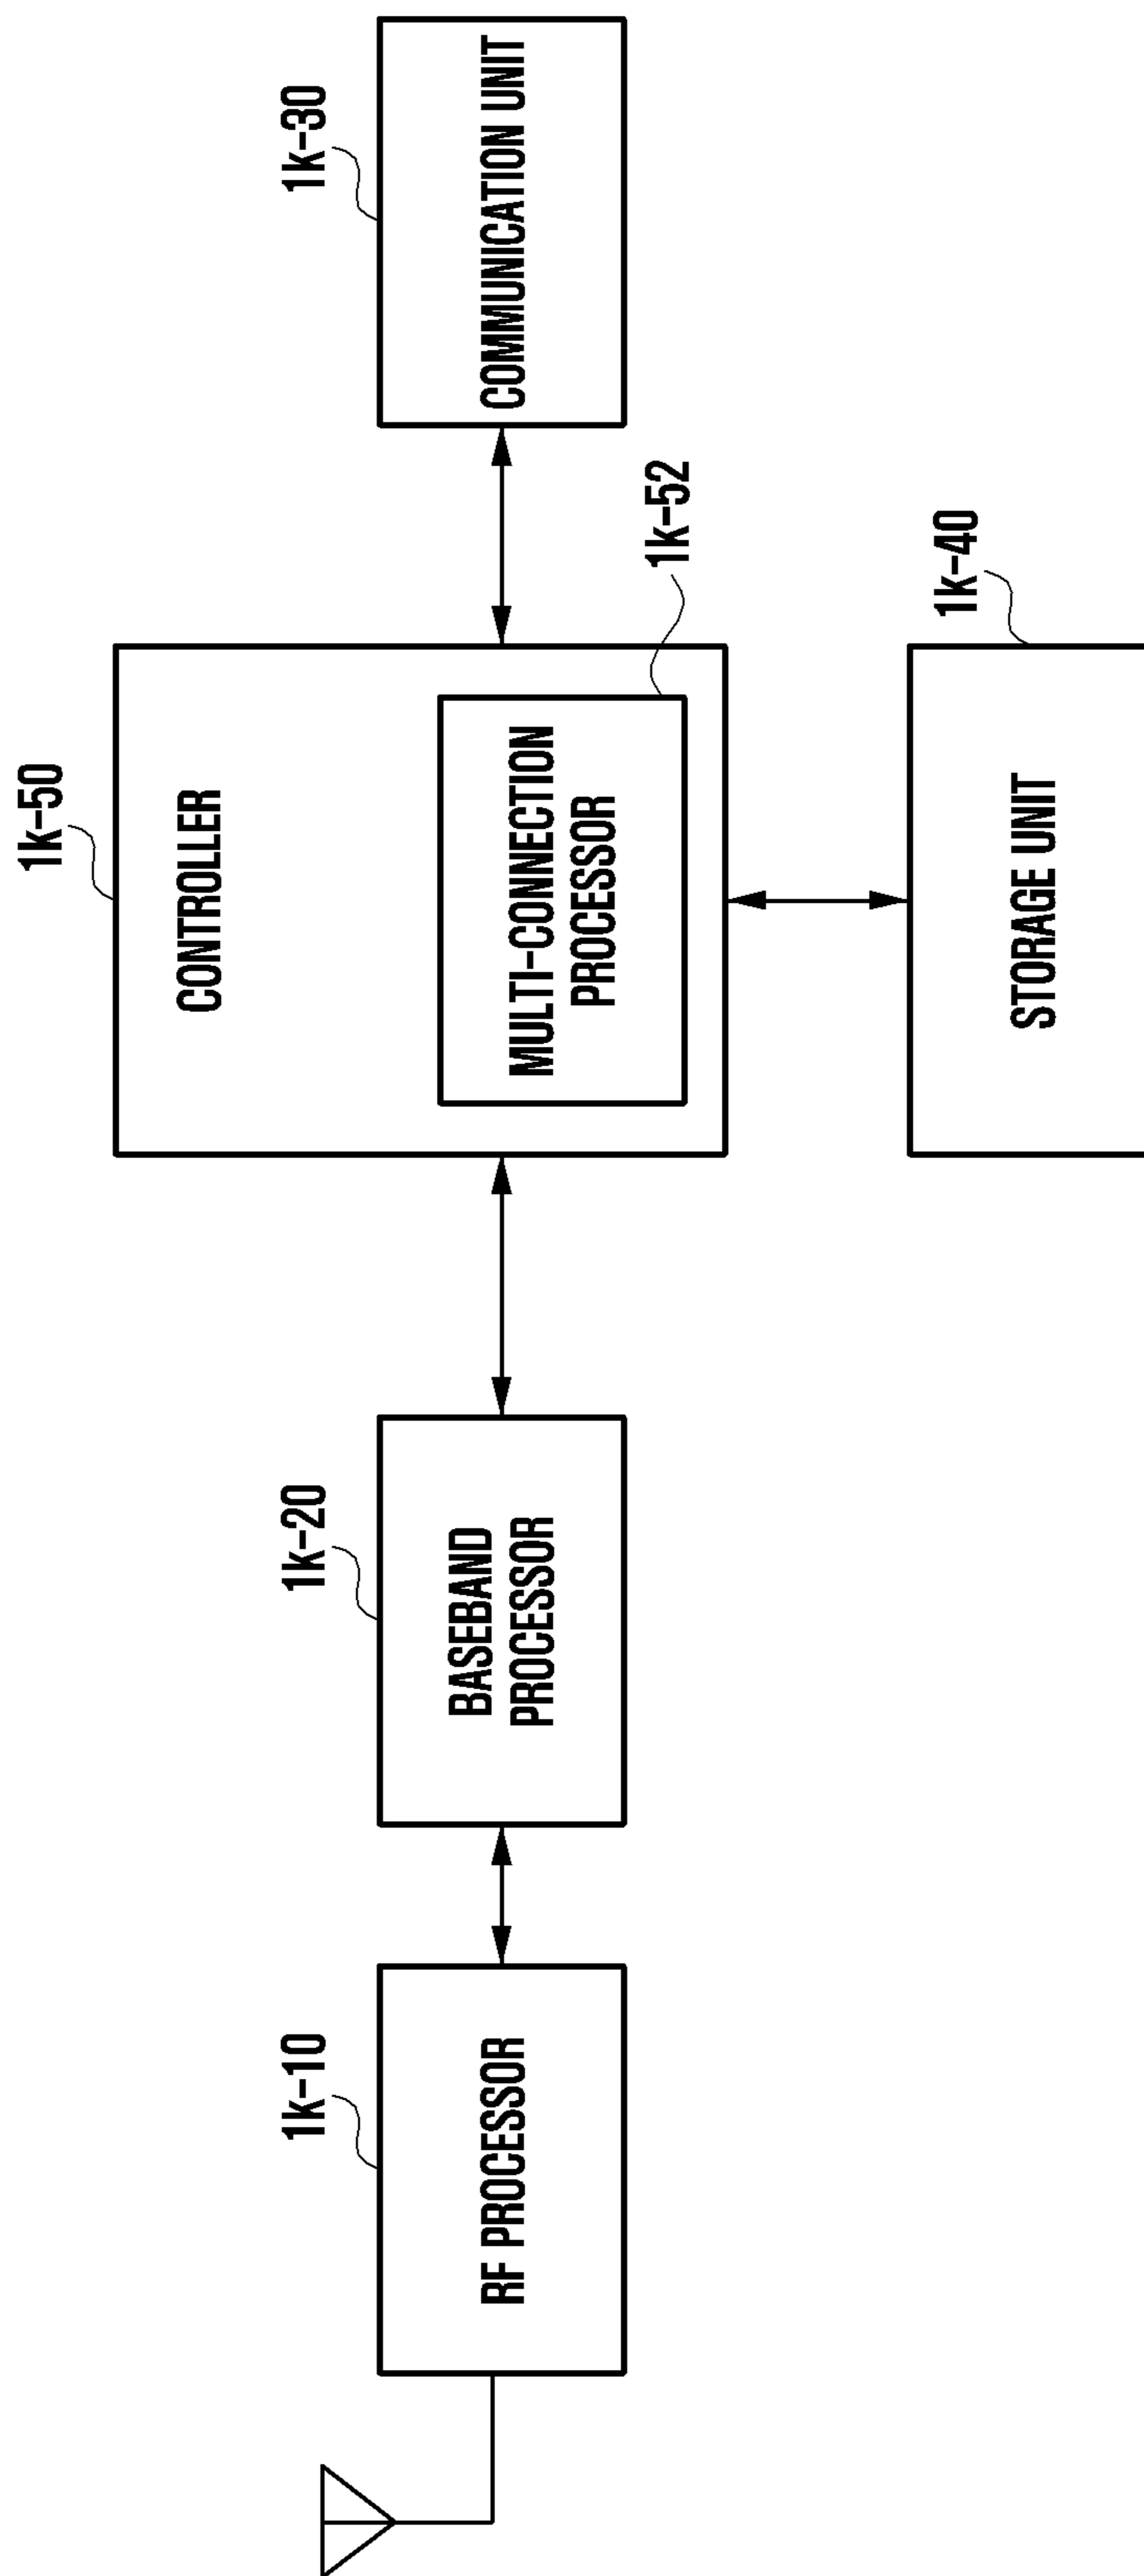 1k-50
CONTROLLER
1k-10
1k-20
1k-30
RF PROCESSOR
BASEBAND
PROCESSOR
MULTI-CONNECTION
PROCESSOR
COMMUNICATION UNIT
1k-52
1k-40
STORAGE UNIT